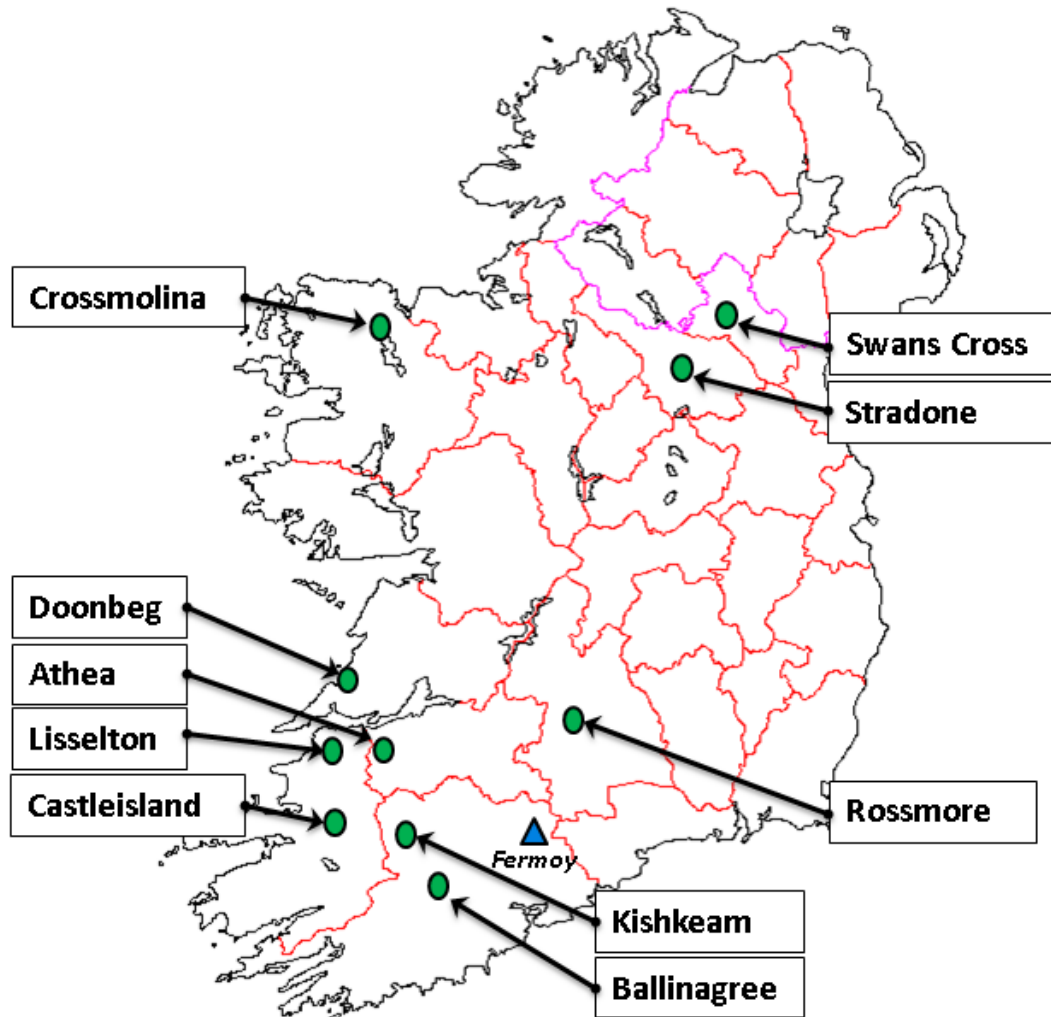 Crossmolina
Swans Cross
Stradone
Doonbeg
Athea
Lisselton
Castleisland
Rossmore
Fermoy
Kishkeam
Ballinagree